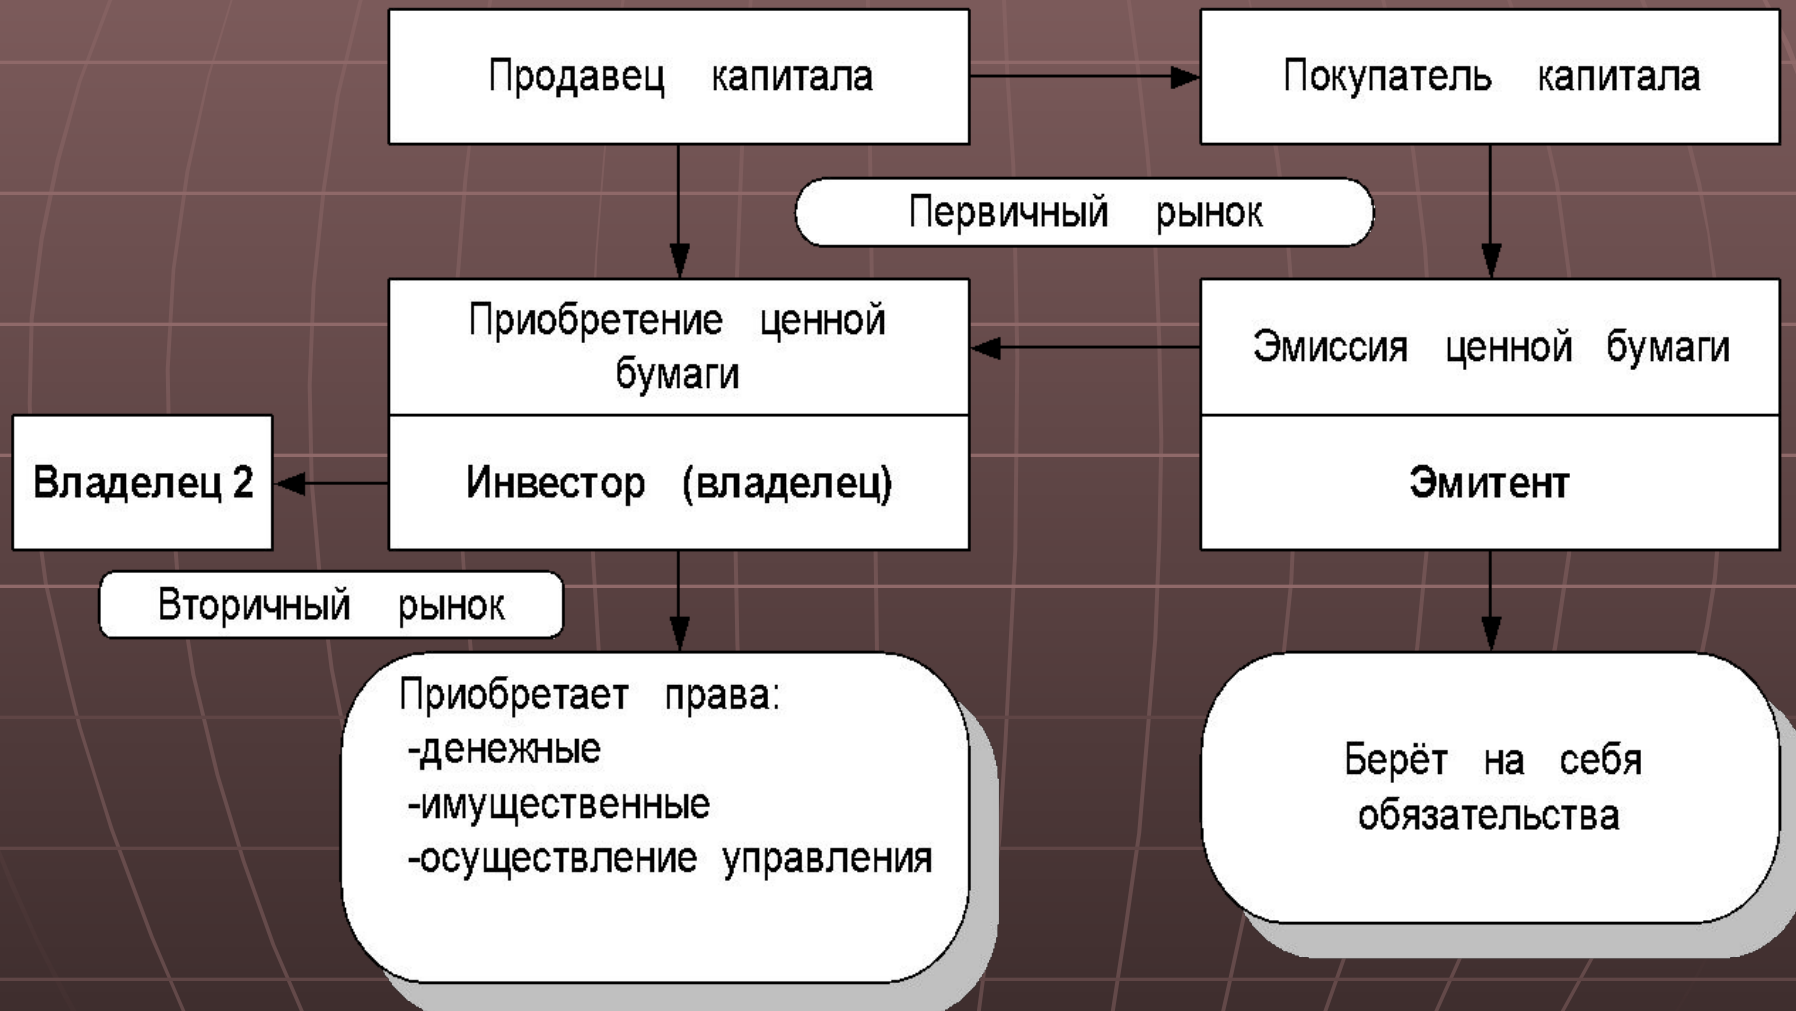 Продавец капитала
Покупатель капитала
Первичный рынок
Приобретение ценной
бумаги
Эмиссия ценной бумаги
Владелец 2
Инвестор (владелец)
Эмитент
Вторичный рынок
Приобретает права:
-денежные
-имущественные
-осуществление управления
Берёт на себя
обязательства